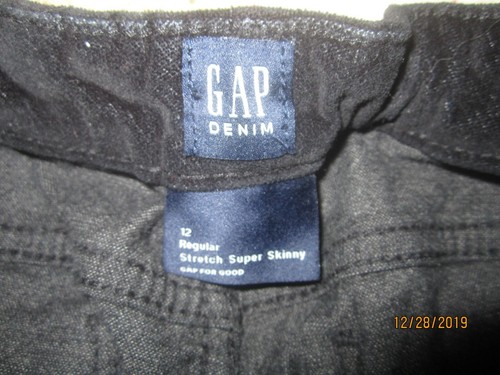 GAP
DENIM
12
Regular
Stretch Super Skinny
GAP FOR GOOD
12/28/2019